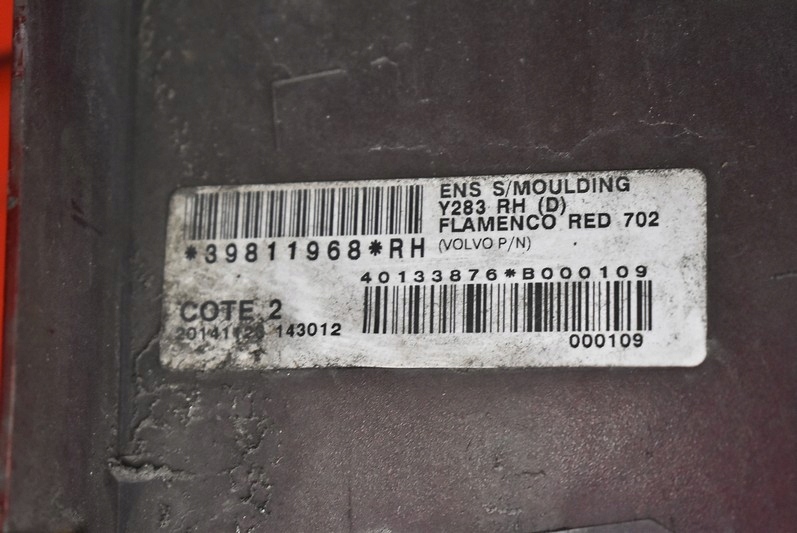 ENS S/MOULDING
Y283 RH (D)
FLAMENCO RED 702
*39811968*RH
(VOLVO P/N)
40133876*B000109
COTE 2
143012
000109